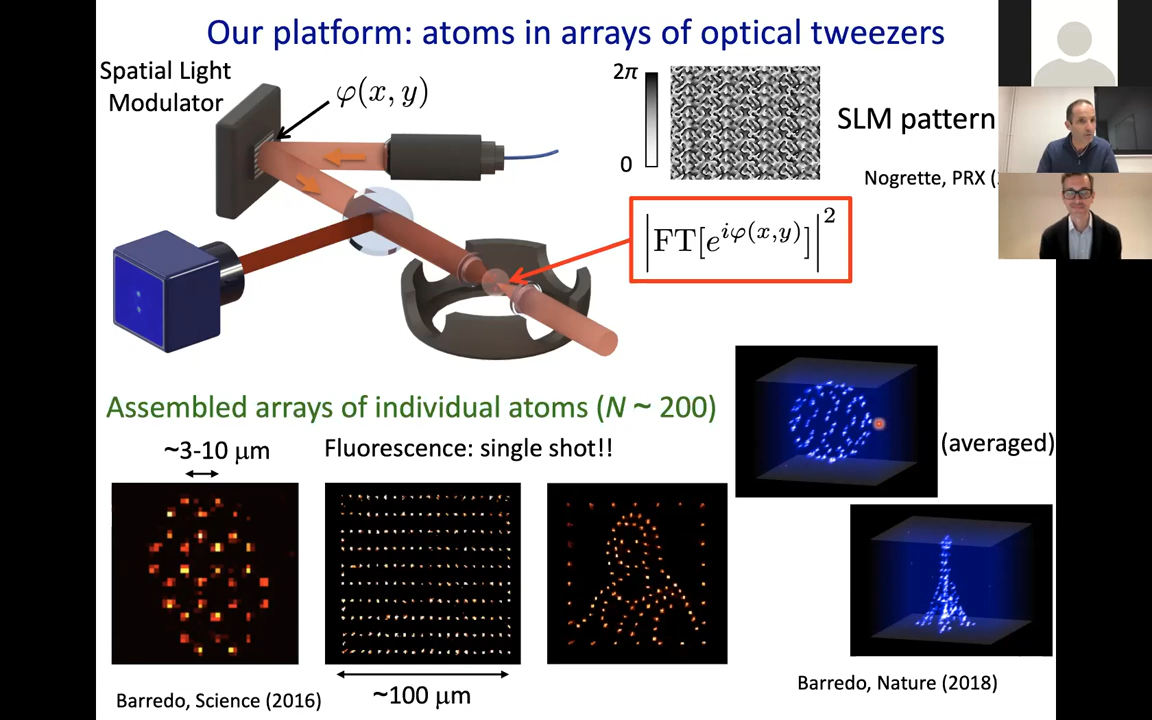 Our platform: atoms in arrays of optical tweezers
Spatial Light
Modulator
φ(x, y)
2π
0
SLM pattern
Nogrette, PRX (
|FT[e^{iφ(x,y)}]|^2
Assembled arrays of individual atoms (N ~ 200)
~3-10 μm
Fluorescence: single shot!!
(averaged)
~100 μm
Barredo, Science (2016)
Barredo, Nature (2018)